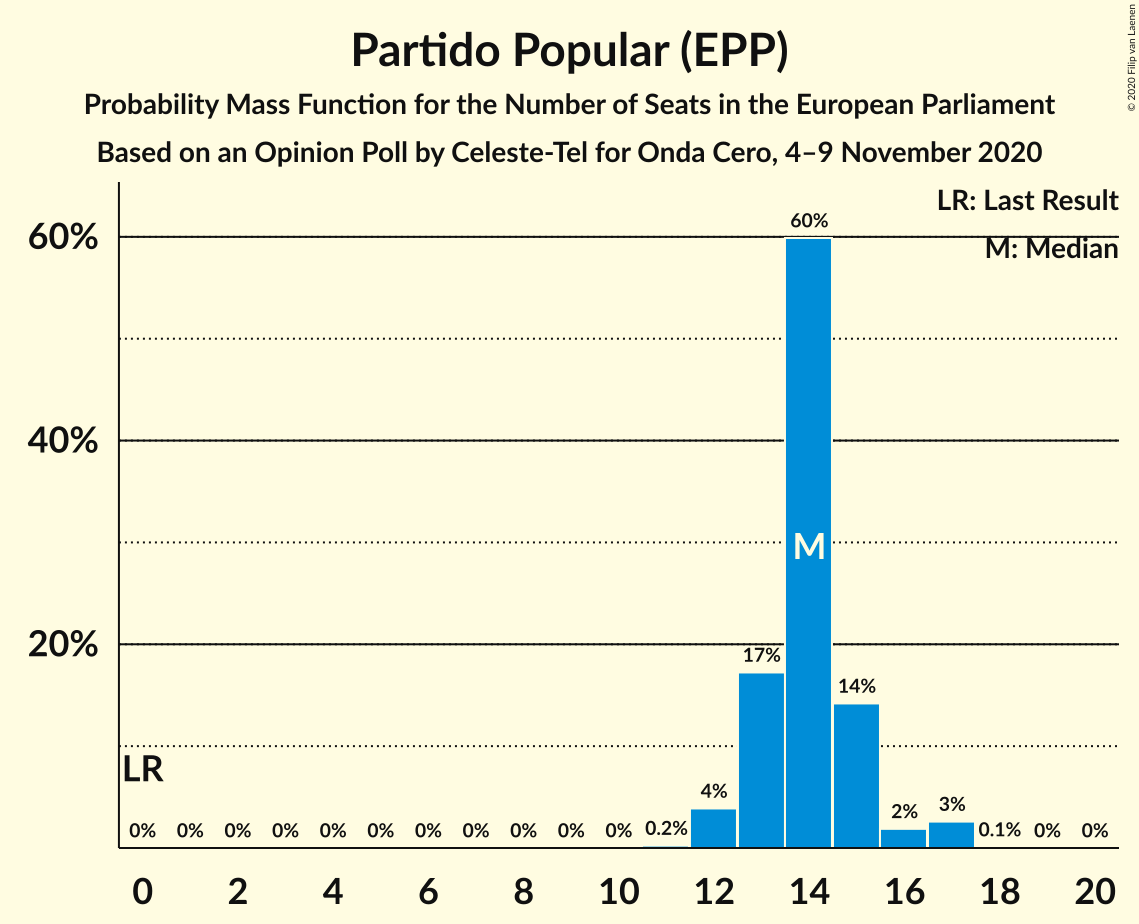 Partido Popular (EPP)
Probability Mass Function for the Number of Seats in the European Parliament
Based on an Opinion Poll by Celeste-Tel for Onda Cero, 4–9 November 2020
© 2020 Filip van Laenen
LR: Last Result
M: Median
60%
40%
20%
60%
M
17%
14%
LR
4%
3%
2%
0% 0% 0% 0% 0% 0% 0% 0% 0% 0% 0% 0.2% 0.1% 0% 0%
0 2 4 6 8 10 12 14 16 18 20